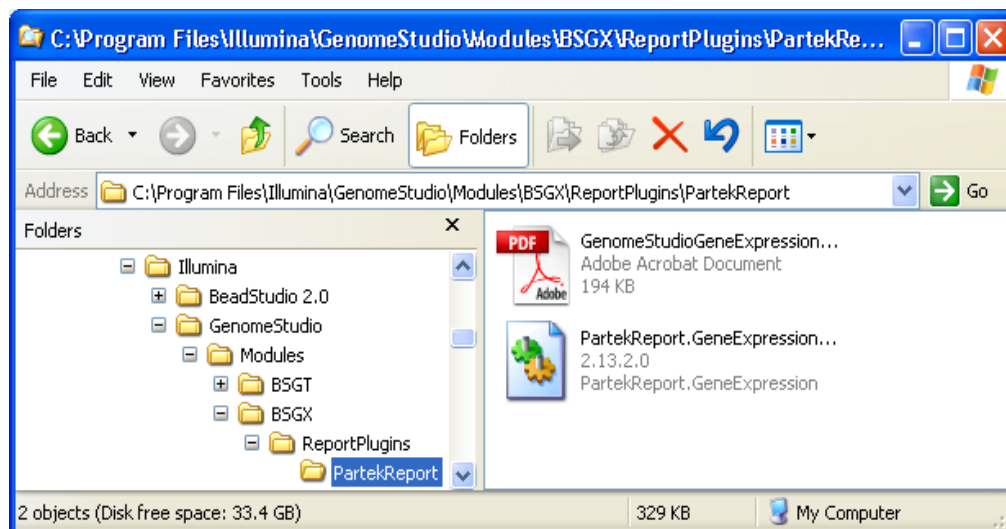 C:\Program Files\Illumina\GenomeStudio\Modules\BSGX\ReportPlugins\PartekRe...
File Edit View Favorites Tools Help
Back Search Folders
Address C:\Program Files\Illumina\GenomeStudio\Modules\BSGX\ReportPlugins\PartekReport Go
Folders
Illumina
BeadStudio 2.0
GenomeStudio
Modules
BSGT
BSGX
ReportPlugins
PartekReport
PDF
Adobe
GenomeStudioGeneExpression...
Adobe Acrobat Document
194 KB
PartekReport.GeneExpression...
2.13.2.0
PartekReport.GeneExpression
2 objects (Disk free space: 33.4 GB) 329 KB My Computer